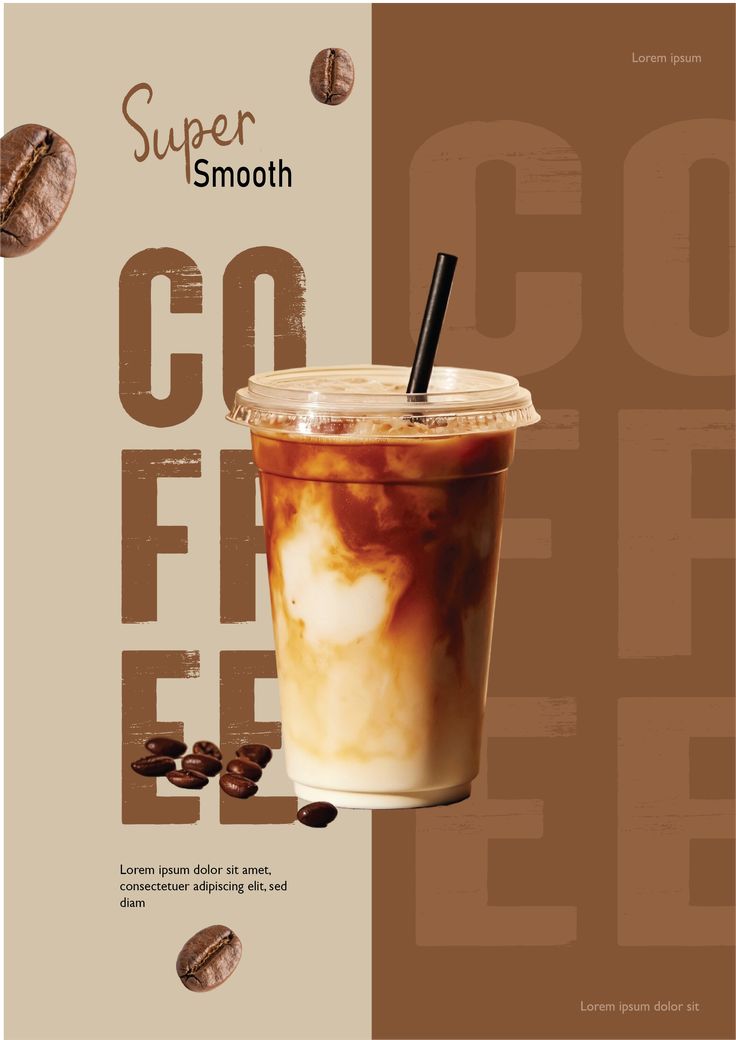 Lorem ipsum
Super
Smooth
CO
FF
EE
CO
FF
EE
Lorem ipsum dolor sit amet,
consectetuer adipiscing elit, sed
diam
Lorem ipsum dolor sit